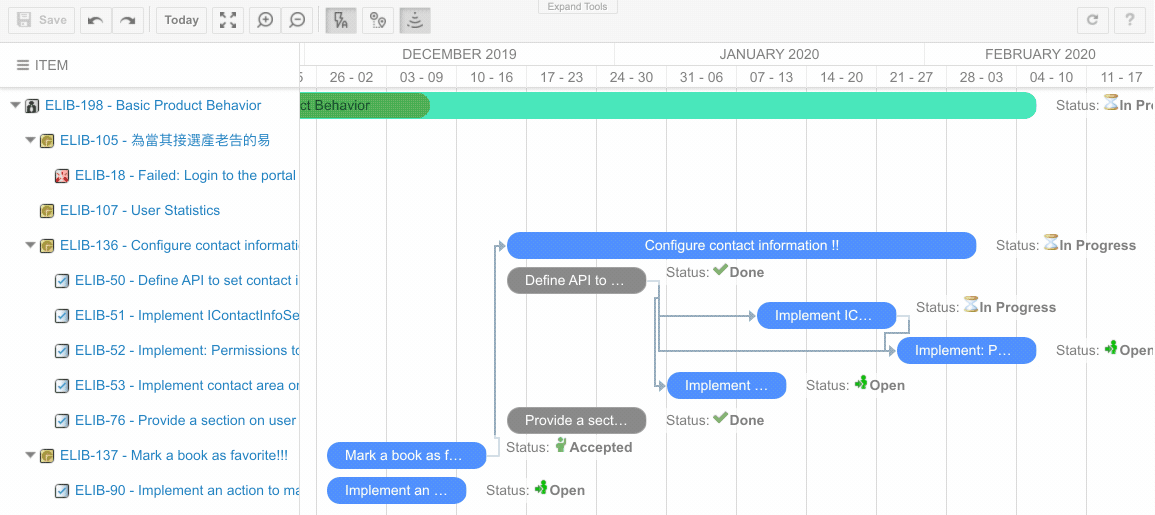 Expand Tools
Save Today ?
ITEM
DECEMBER 2019 JANUARY 2020 FEBRUARY 2020
5 26 - 02 03 - 09 10 - 16 17 - 23 24 - 30 31 - 06 07 - 13 14 - 20 21 - 27 28 - 03 04 - 10 11 - 17
ELIB-198 - Basic Product Behavior ct Behavior Status: In Pr
ELIB-105 - 為當其接選產老告的易
ELIB-18 - Failed: Login to the portal
ELIB-107 - User Statistics
ELIB-136 - Configure contact informati Configure contact information !! Status: In Progress
ELIB-50 - Define API to set contact i Define API to ... Status: Done
ELIB-51 - Implement IContactInfoSe Implement IC... Status: In Progress
ELIB-52 - Implement: Permissions to Implement: P... Status: Open
ELIB-53 - Implement contact area or Implement ... Status: Open
ELIB-76 - Provide a section on user Provide a sect... Status: Done
ELIB-137 - Mark a book as favorite!!! Mark a book as f... Status: Accepted
ELIB-90 - Implement an action to ma Implement an ... Status: Open